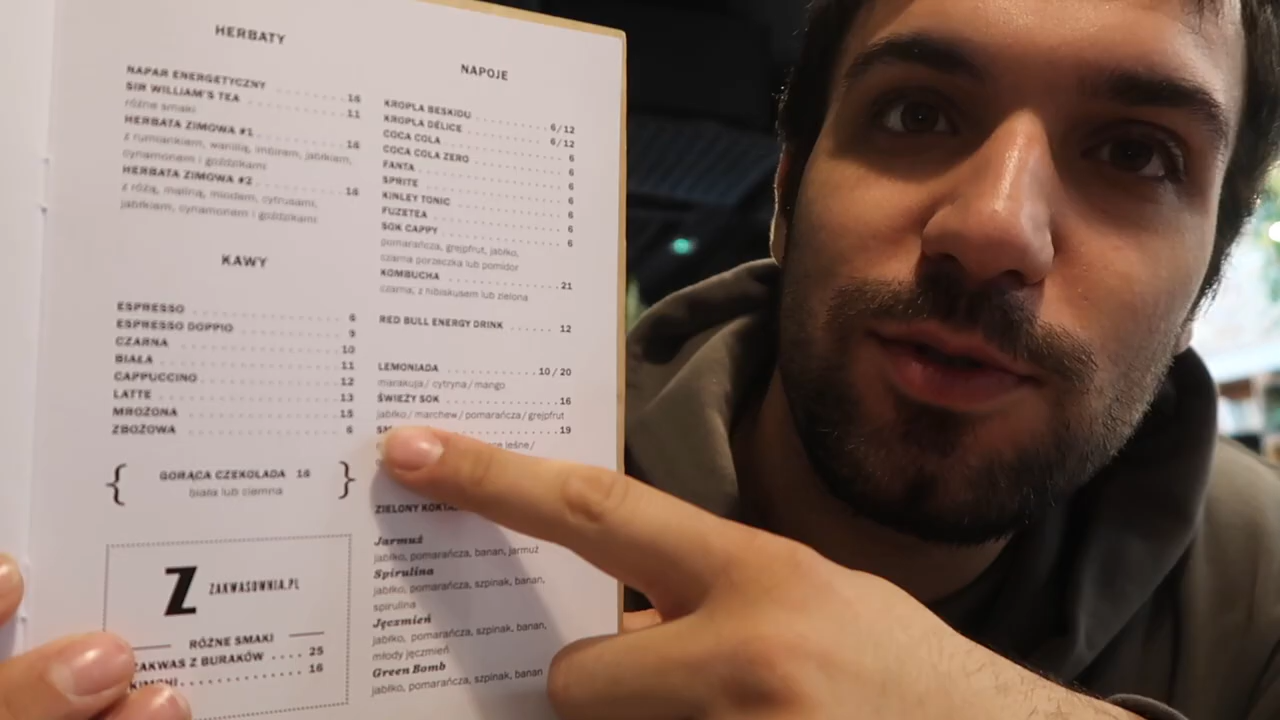 HERBATY
NAPAR ENERGETYCZNY 16
SIR WILLIAM'S TEA 11
różne smaki
HERBATA ZIMOWA #1 16
z rumiankiem, wanilią, imbirem, jabłkiem,
cynamonem i goździkami
HERBATA ZIMOWA #2 16
z różą, maliną, miodem, cytrusami,
jabłkiem, cynamonem i goździkami
KAWY
ESPRESSO
ESPRESSO DOPPIO 9
CZARNA 10
BIAŁA 11
CAPPUCCINO 12
LATTE 13
MROŻONA 15
ZBOŻOWA 6
{ GORĄCA CZEKOLADA 16 }
biała lub ciemna
Z ZAKWASOWNIA.PL
RÓŻNE SMAKI
ZAKWAS Z BURAKÓW .... 25
KIMCHI 16
NAPOJE
KROPLA BESKIDU 6/12
KROPLA DÉLICE 6/12
COCA COLA 6
COCA COLA ZERO 6
FANTA 6
SPRITE 6
KINLEY TONIC 6
FUZETEA 6
SOK CAPPY 6
pomarańcza, grejpfrut, jabłko,
czarna porzeczka lub pomidor
KOMBUCHA 21
czarna, z hibiskusem lub zielona
RED BULL ENERGY DRINK 12
LEMONIADA 10 / 20
marakuja / cytryna / mango
ŚWIEŻY SOK 16
jabłko / marchew / pomarańcza / grejpfrut
19
leśne /
ZIELONY
Jarmuż
jabłko, pomarańcza, banan, jarmuż
Spirulina
jabłko, pomarańcza, szpinak, banan,
spirulina
Jęczmień
jabłko, pomarańcza, szpinak, banan,
młody jęczmień
Green Bomb
jabłko, pomarańcza, szpinak, banan